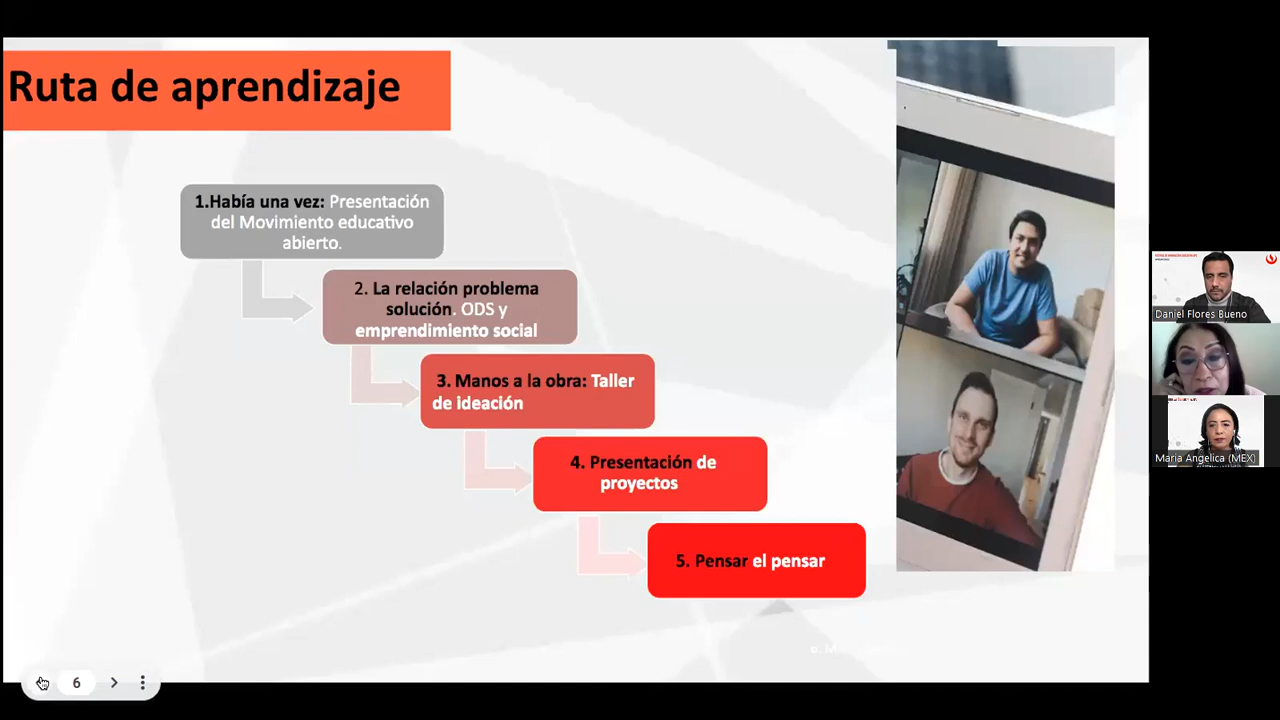 Ruta de aprendizaje
1.Había una vez: Presentación
del Movimiento educativo
abierto.
2. La relación problema
solución. ODS y
emprendimiento social
3. Manos a la obra: Taller
de ideación
4. Presentación de
proyectos
5. Pensar el pensar
6
Daniel Flores Bueno
Maria Angelica (MEX)